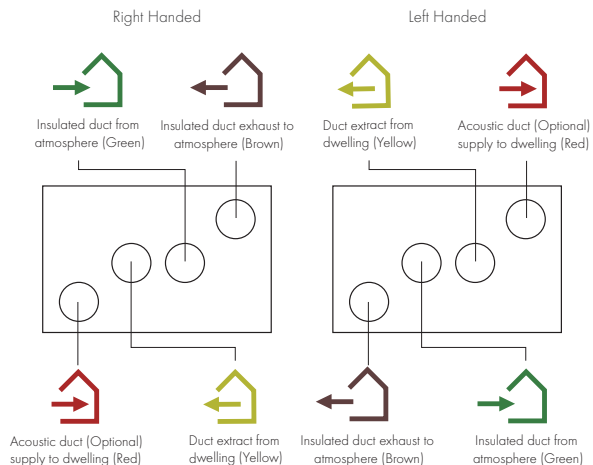 Right Handed
Left Handed
Insulated duct from
atmosphere (Green)
Insulated duct exhaust to
atmosphere (Brown)
Duct extract from
dwelling (Yellow)
Acoustic duct (Optional)
supply to dwelling (Red)
Acoustic duct (Optional)
supply to dwelling (Red)
Duct extract from
dwelling (Yellow)
Insulated duct exhaust to
atmosphere (Brown)
Insulated duct from
atmosphere (Green)